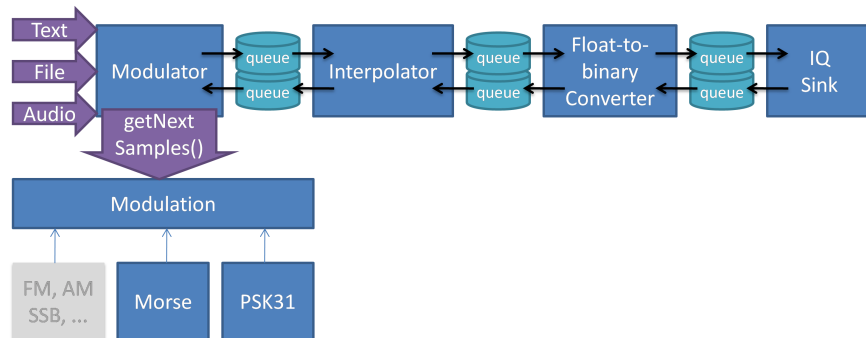 Text
File
Audio
Modulator
queue
queue
Interpolator
queue
queue
Float-to-
binary
Converter
queue
queue
IQ
Sink
getNext
Samples()
Modulation
FM, AM
SSB, ...
Morse
PSK31